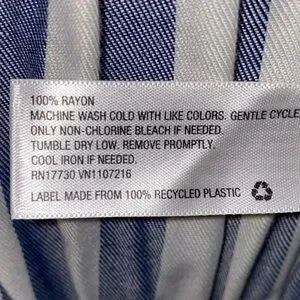 100% RAYON
MACHINE WASH COLD WITH LIKE COLORS. GENTLE CYCLE
ONLY NON-CHLORINE BLEACH IF NEEDED.
TUMBLE DRY LOW. REMOVE PROMPTLY.
COOL IRON IF NEEDED.
RN17730 VN1107216
LABEL MADE FROM 100% RECYCLED PLASTIC